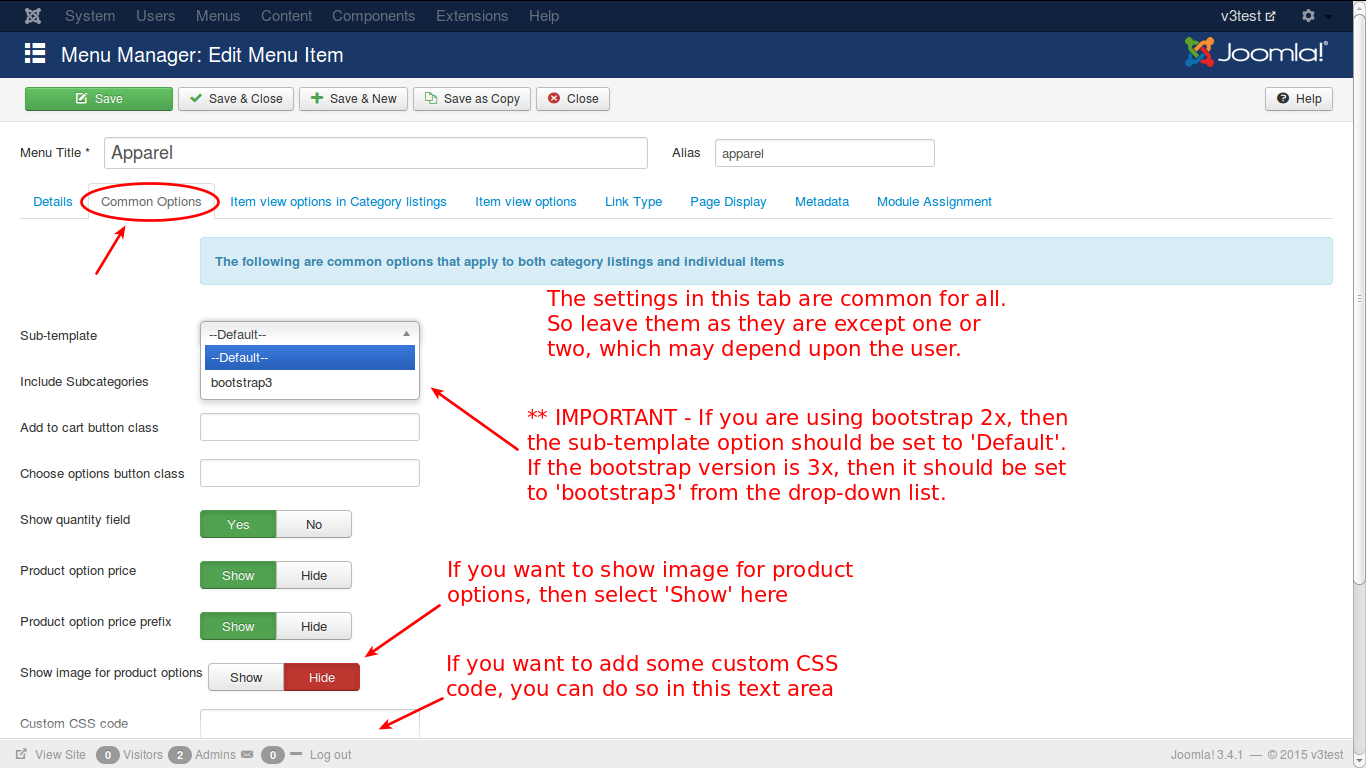 System Users Menus Content Components Extensions Help v3test
Menu Manager: Edit Menu Item Joomla!®
Save Save & Close Save & New Save as Copy Close Help
Menu Title * Apparel Alias apparel
Details Common Options Item view options in Category listings Item view options Link Type Page Display Metadata Module Assignment
The following are common options that apply to both category listings and individual items
The settings in this tab are common for all.
So leave them as they are except one or
two, which may depend upon the user.
Sub-template --Default--
--Default--
Include Subcategories bootstrap3
** IMPORTANT - If you are using bootstrap 2x, then
the sub-template option should be set to 'Default'.
If the bootstrap version is 3x, then it should be set
to 'bootstrap3' from the drop-down list.
Add to cart button class
Choose options button class
Show quantity field Yes No
Product option price Show Hide
If you want to show image for product
options, then select 'Show' here
Product option price prefix Show Hide
Show image for product options Show Hide
If you want to add some custom CSS
code, you can do so in this text area
Custom CSS code
View Site 0 Visitors 2 Admins 0 Log out Joomla! 3.4.1 — © 2015 v3test